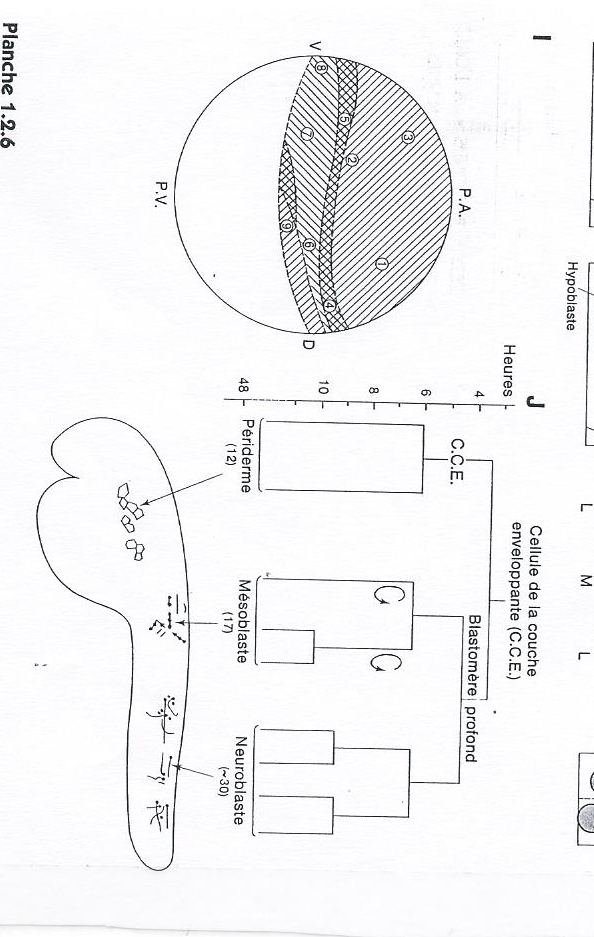 Hypoblaste
L M L
I
P.A.
V
D
P.V.
3
1
2
5
8
7
6
4
9
J
Heures
4
6
8
10
48
Cellule de la couche
enveloppante (C.C.E.)
C.C.E.
Blastomère profond
Périderme
(12)
Mésoblaste
(17)
Neuroblaste
(~30)
Planche 1.2.6